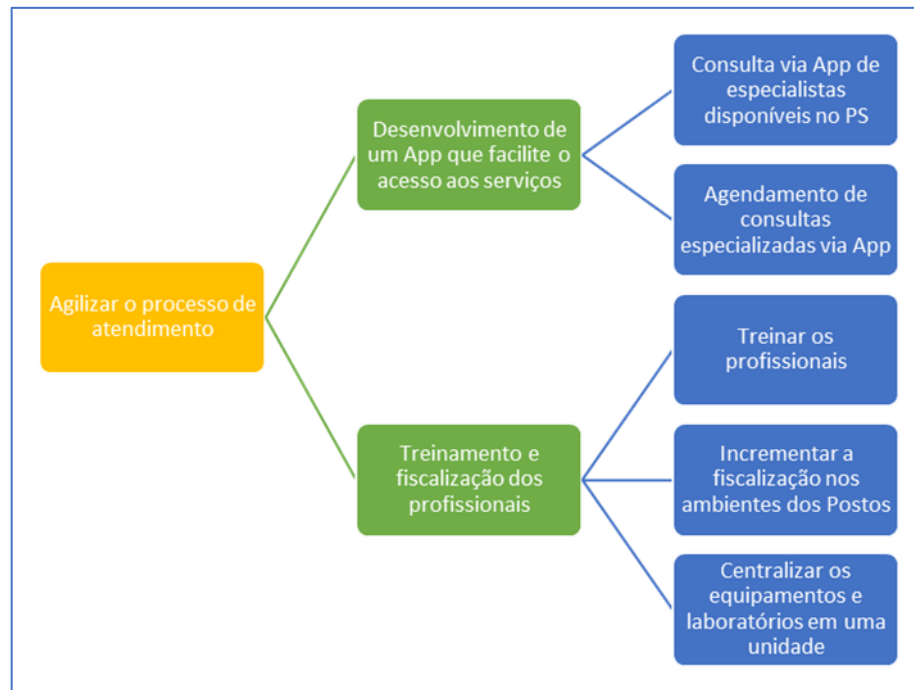 Agilizar o processo de
atendimento
Desenvolvimento de
um App que facilite o
acesso aos serviços
Consulta via App de
especialistas
disponíveis no PS
Agendamento de
consultas
especializadas via App
Treinamento e
fiscalização dos
profissionais
Treinar os
profissionais
Incrementar a
fiscalização nos
ambientes dos Postos
Centralizar os
equipamentos e
laboratórios em uma
unidade